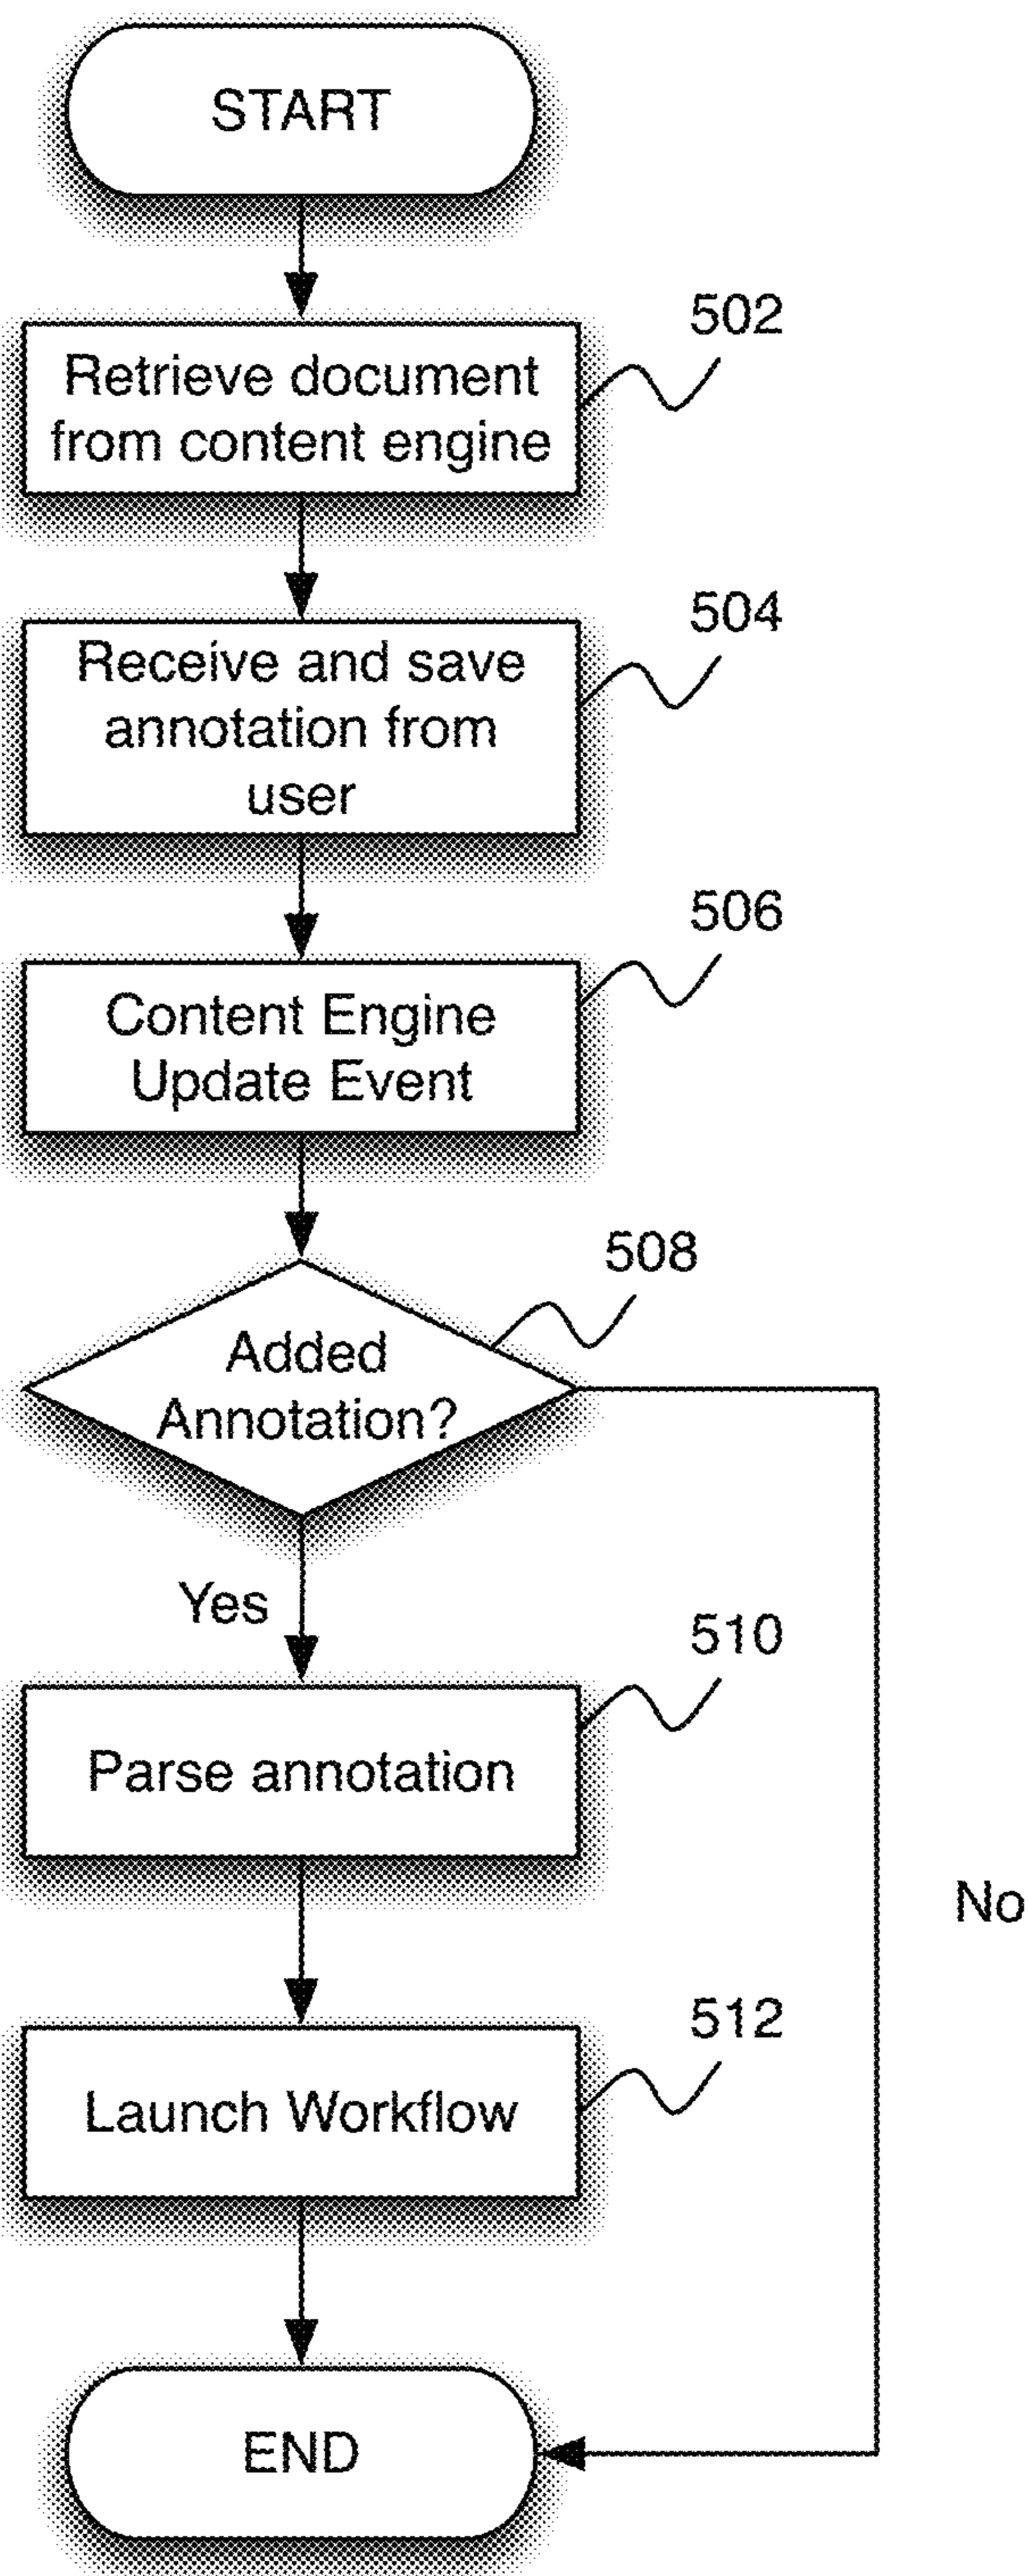 START
502
Retrieve document
from content engine
504
Receive and save
annotation from
user
506
Content Engine
Update Event
508
Added
Annotation?
Yes
510
Parse annotation
No
512
Launch Workflow
END